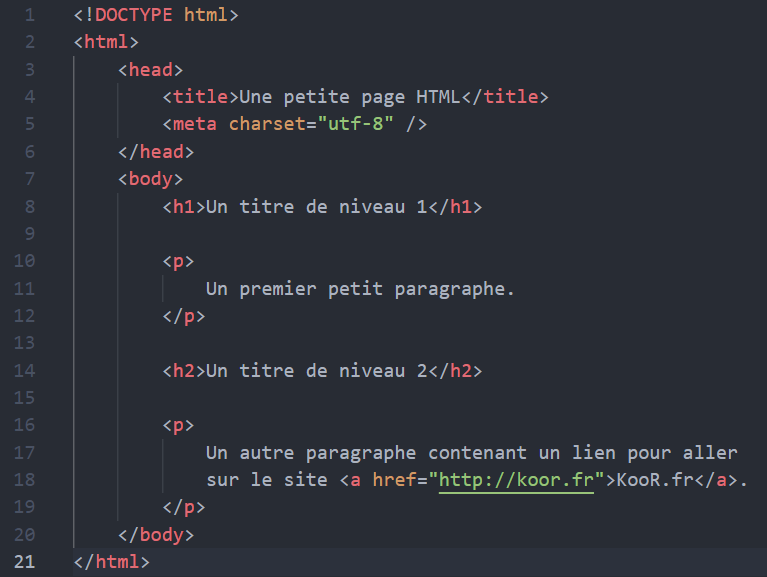 1 <!DOCTYPE html>
2 <html>
3     <head>
4         <title>Une petite page HTML</title>
5         <meta charset="utf-8" />
6     </head>
7     <body>
8         <h1>Un titre de niveau 1</h1>
9
10         <p>
11             Un premier petit paragraphe.
12         </p>
13
14         <h2>Un titre de niveau 2</h2>
15
16         <p>
17             Un autre paragraphe contenant un lien pour aller
18             sur le site <a href="http://koor.fr">KooR.fr</a>.
19         </p>
20     </body>
21 </html>